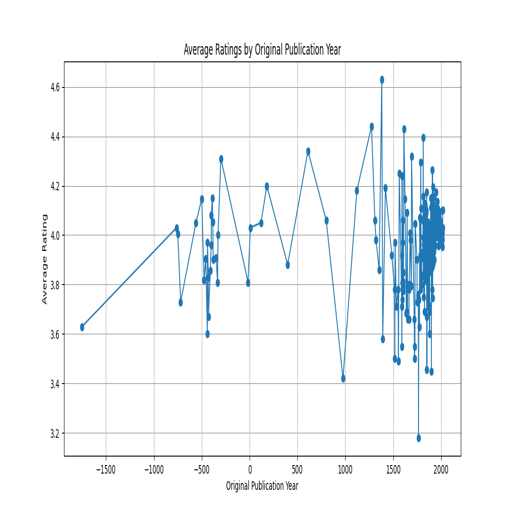 Average Ratings by Original Publication Year
4.6
4.4
4.2
4.0
3.8
3.6
3.4
3.2
Average Rating
−1500 −1000 −500 0 500 1000 1500 2000
Original Publication Year